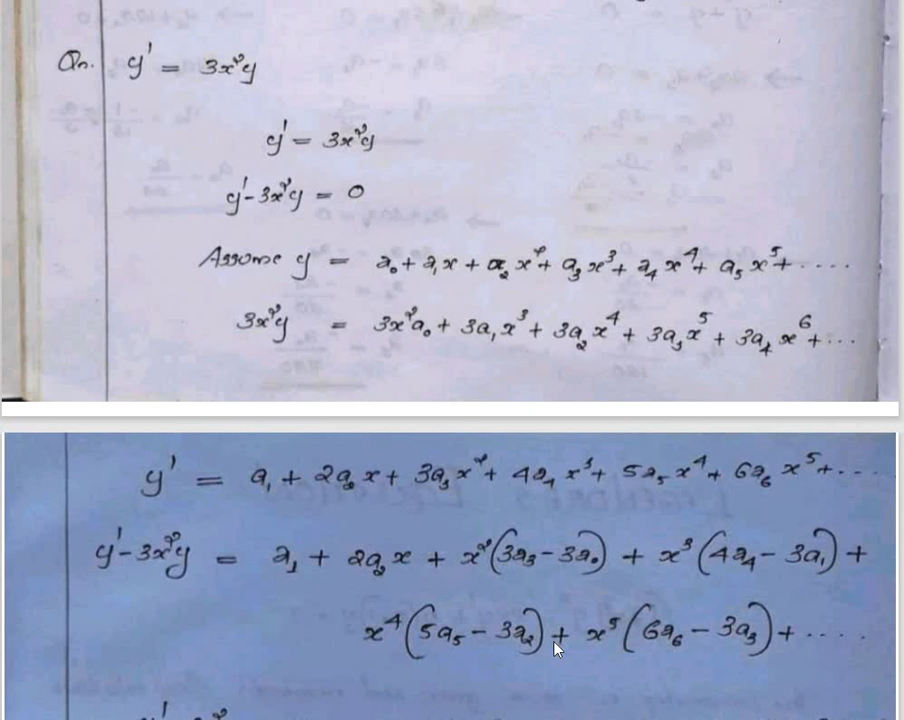 Qn. y' = 3x²y
y' = 3x²y
y' - 3x²y = 0
Assume y = a₀ + a₁x + a₂x² + a₃x³ + a₄x⁴ + a₅x⁵ + ....
3x²y = 3x²a₀ + 3a₁x³ + 3a₂x⁴ + 3a₃x⁵ + 3a₄x⁶ + ...
y' = a₁ + 2a₂x + 3a₃x² + 4a₄x³ + 5a₅x⁴ + 6a₆x⁵ + ...
y' - 3x²y = a₁ + 2a₂x + x²(3a₃ - 3a₀) + x³(4a₄ - 3a₁) +
x⁴(5a₅ - 3a₂) + x⁵(6a₆ - 3a₃) + ....